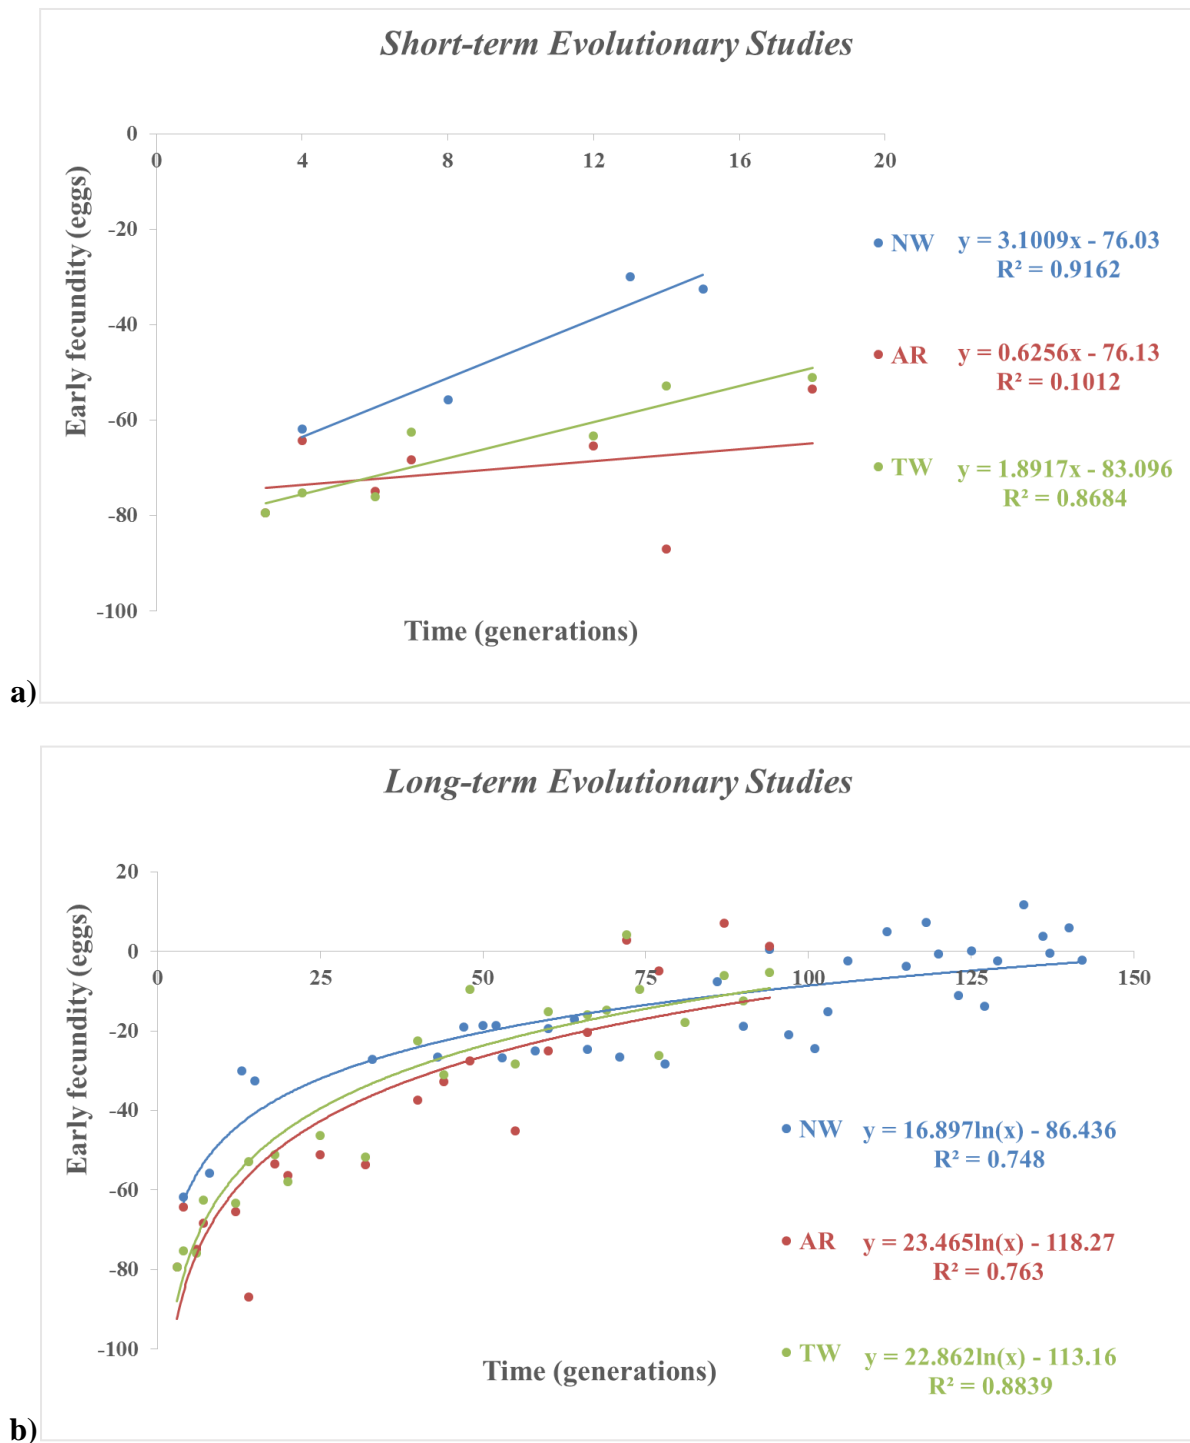 Short-term Evolutionary Studies
0
0
4
8
12
16
20
-20
-40
-60
-80
-100
Early fecundity (eggs)
Time (generations)
NW y = 3.1009x - 76.03
R² = 0.9162
AR y = 0.6256x - 76.13
R² = 0.1012
TW y = 1.8917x - 83.096
R² = 0.8684
a)
Long-term Evolutionary Studies
20
0
0
25
50
75
100
125
150
-20
-40
-60
-80
-100
Early fecundity (eggs)
Time (generations)
NW y = 16.897ln(x) - 86.436
R² = 0.748
AR y = 23.465ln(x) - 118.27
R² = 0.763
TW y = 22.862ln(x) - 113.16
R² = 0.8839
b)